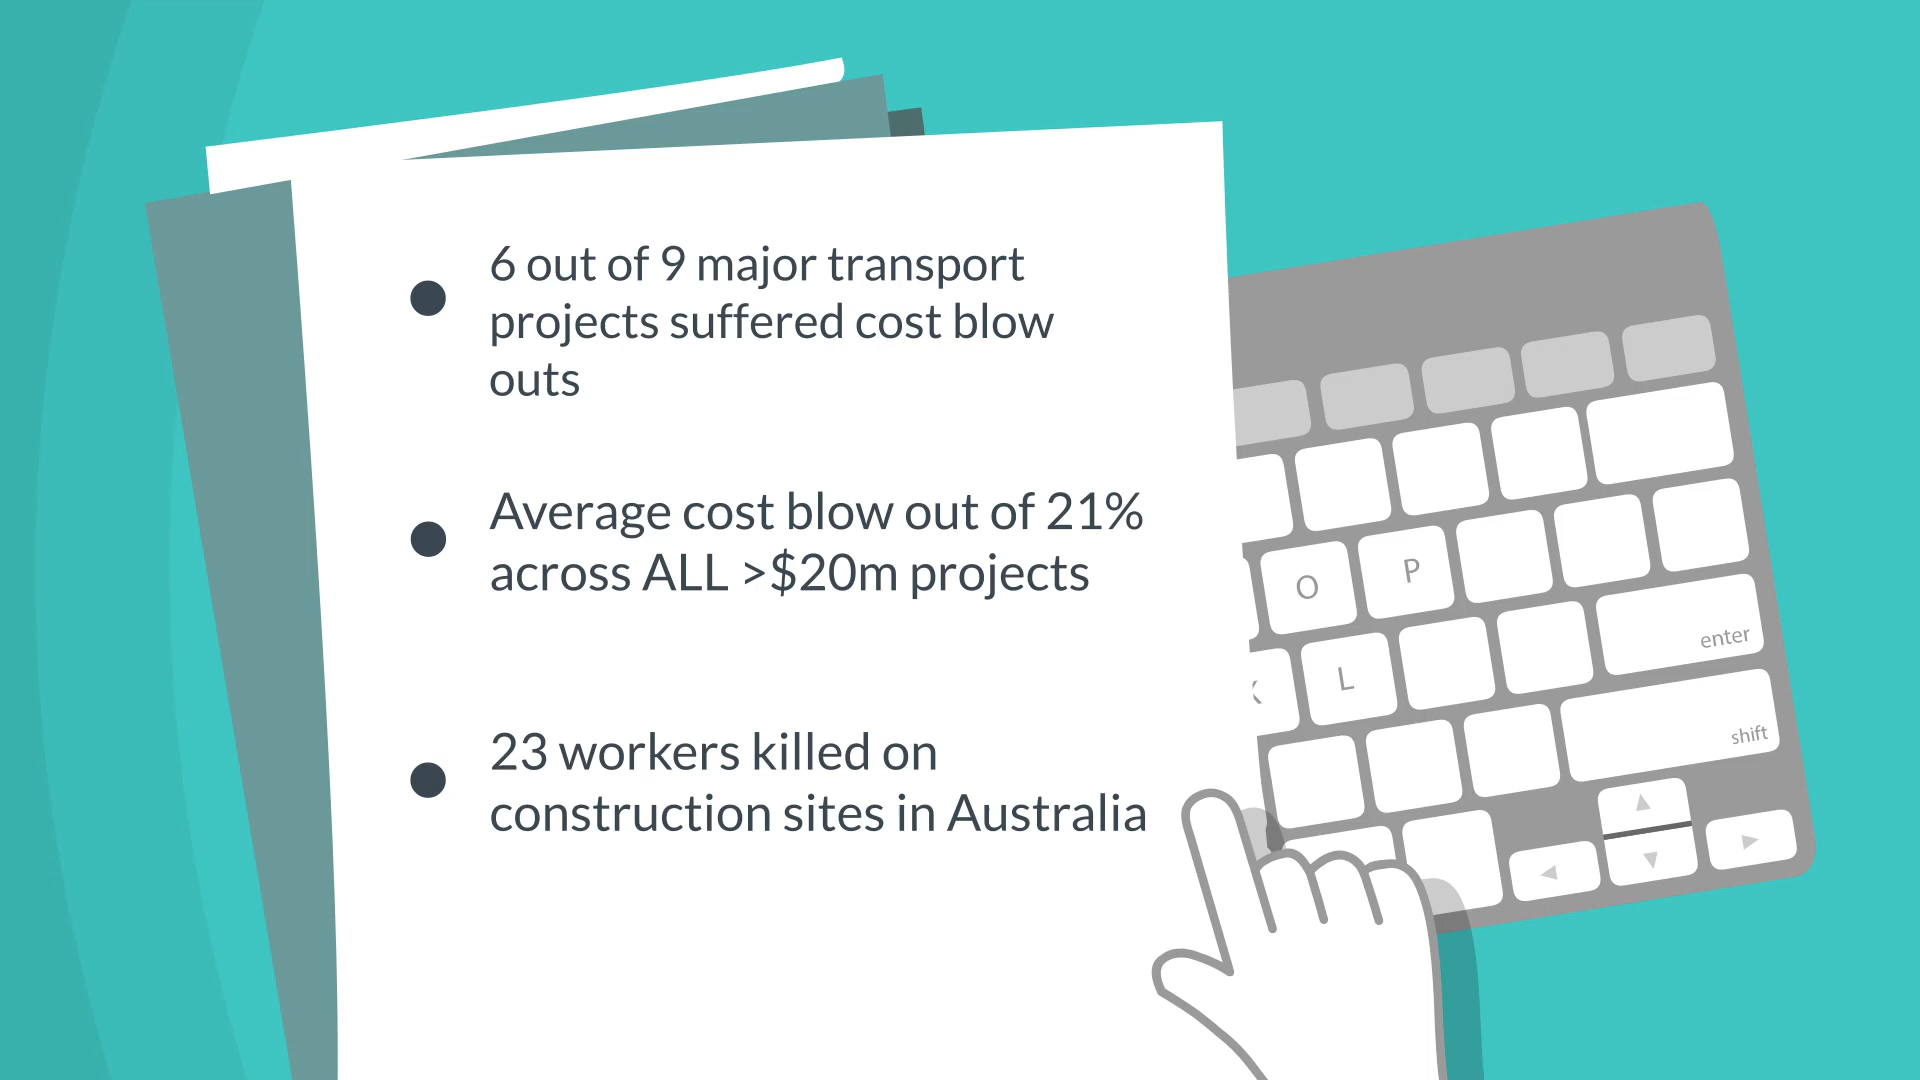 6 out of 9 major transport
projects suffered cost blow
outs
Average cost blow out of 21%
across ALL >$20m projects
23 workers killed on
construction sites in Australia
O
P
enter
K
L
shift